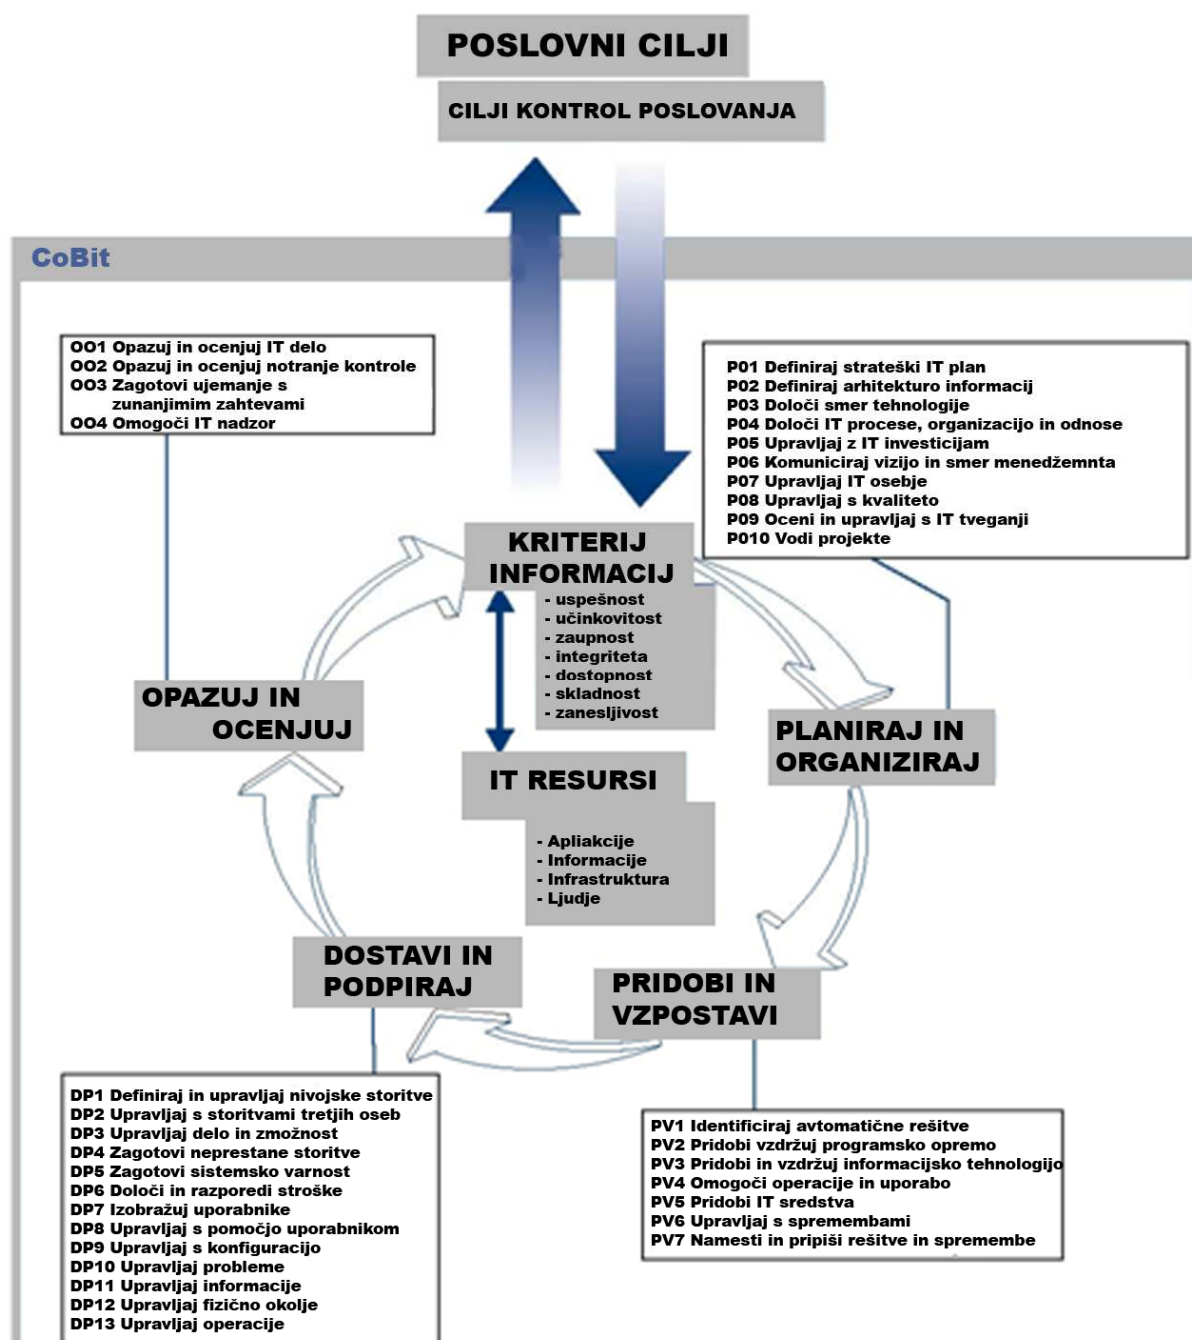 POSLOVNI CILJI
CILJI KONTROL POSLOVANJA
CoBit
OO1 Opazuj in ocenjuj IT delo
OO2 Opazuj in ocenjuj notranje kontrole
OO3 Zagotovi ujemanje s
zunanjimim zahtevami
OO4 Omogoči IT nadzor
P01 Definiraj strateški IT plan
P02 Definiraj arhitekturo informacij
P03 Določi smer tehnologije
P04 Določi IT procese, organizacijo in odnose
P05 Upravljaj z IT investicijam
P06 Komuniciraj vizijo in smer menedžemnta
P07 Upravljaj IT osebje
P08 Upravljaj s kvaliteto
P09 Oceni in upravljaj s IT tveganji
P010 Vodi projekte
KRITERIJ
INFORMACIJ
- uspešnost
- učinkovitost
- zaupnost
- integriteta
- dostopnost
- skladnost
- zanesljivost
OPAZUJ IN
OCENJUJ
PLANIRAJ IN
ORGANIZIRAJ
IT RESURSI
- Apliakcije
- Informacije
- Infrastruktura
- Ljudje
DOSTAVI IN
PODPIRAJ
PRIDOBI IN
VZPOSTAVI
DP1 Definiraj in upravljaj nivojske storitve
DP2 Upravljaj s storitvami tretjih oseb
DP3 Upravljaj delo in zmožnost
DP4 Zagotovi neprestane storitve
DP5 Zagotovi sistemsko varnost
DP6 Določi in razporedi stroške
DP7 Izobražuj uporabnike
DP8 Upravljaj s pomočjo uporabnikom
DP9 Upravljaj s konfiguracijo
DP10 Upravljaj probleme
DP11 Upravljaj informacije
DP12 Upravljaj fizično okolje
DP13 Upravljaj operacije
PV1 Identificiraj avtomatične rešitve
PV2 Pridobi vzdržuj programsko opremo
PV3 Pridobi in vzdržuj informacijsko tehnologijo
PV4 Omogoči operacije in uporabo
PV5 Pridobi IT sredstva
PV6 Upravljaj s spremembami
PV7 Namesti in pripiši rešitve in spremembe